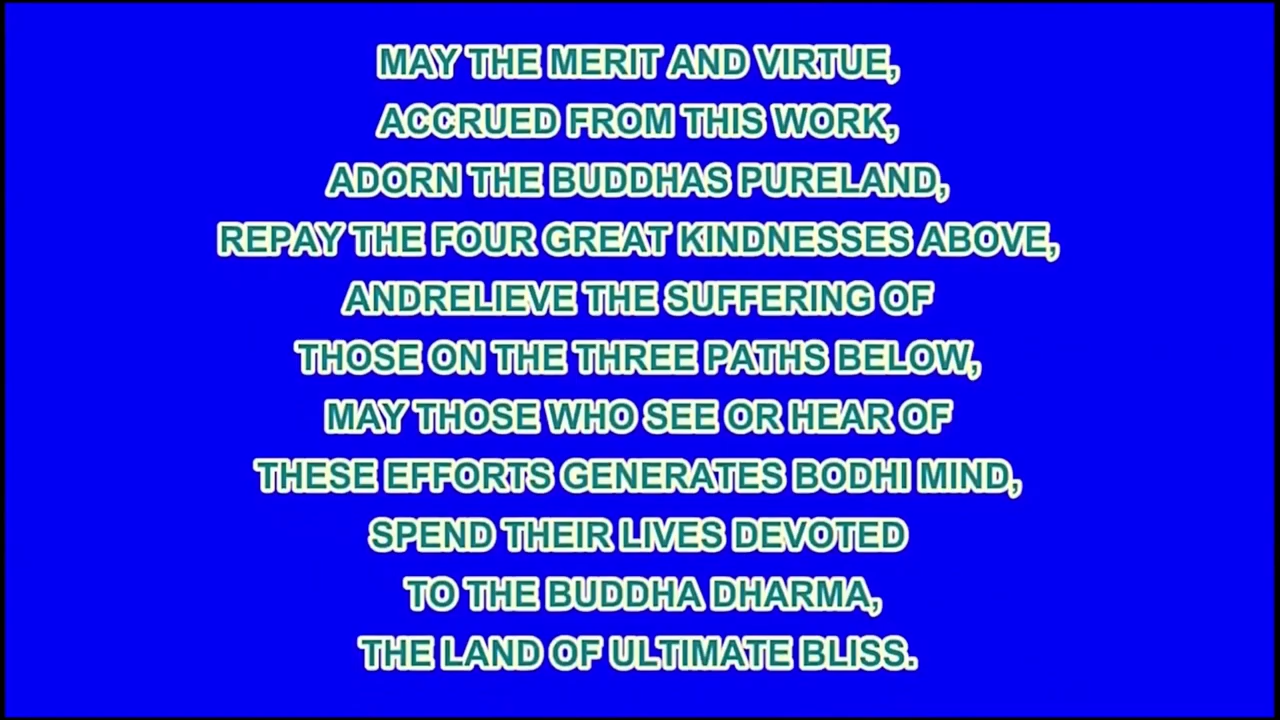 MAY THE MERIT AND VIRTUE,
ACCRUED FROM THIS WORK,
ADORN THE BUDDHAS PURELAND,
REPAY THE FOUR GREAT KINDNESSES ABOVE,
ANDRELIEVE THE SUFFERING OF
THOSE ON THE THREE PATHS BELOW,
MAY THOSE WHO SEE OR HEAR OF
THESE EFFORTS GENERATES BODHI MIND,
SPEND THEIR LIVES DEVOTED
TO THE BUDDHA DHARMA,
THE LAND OF ULTIMATE BLISS.